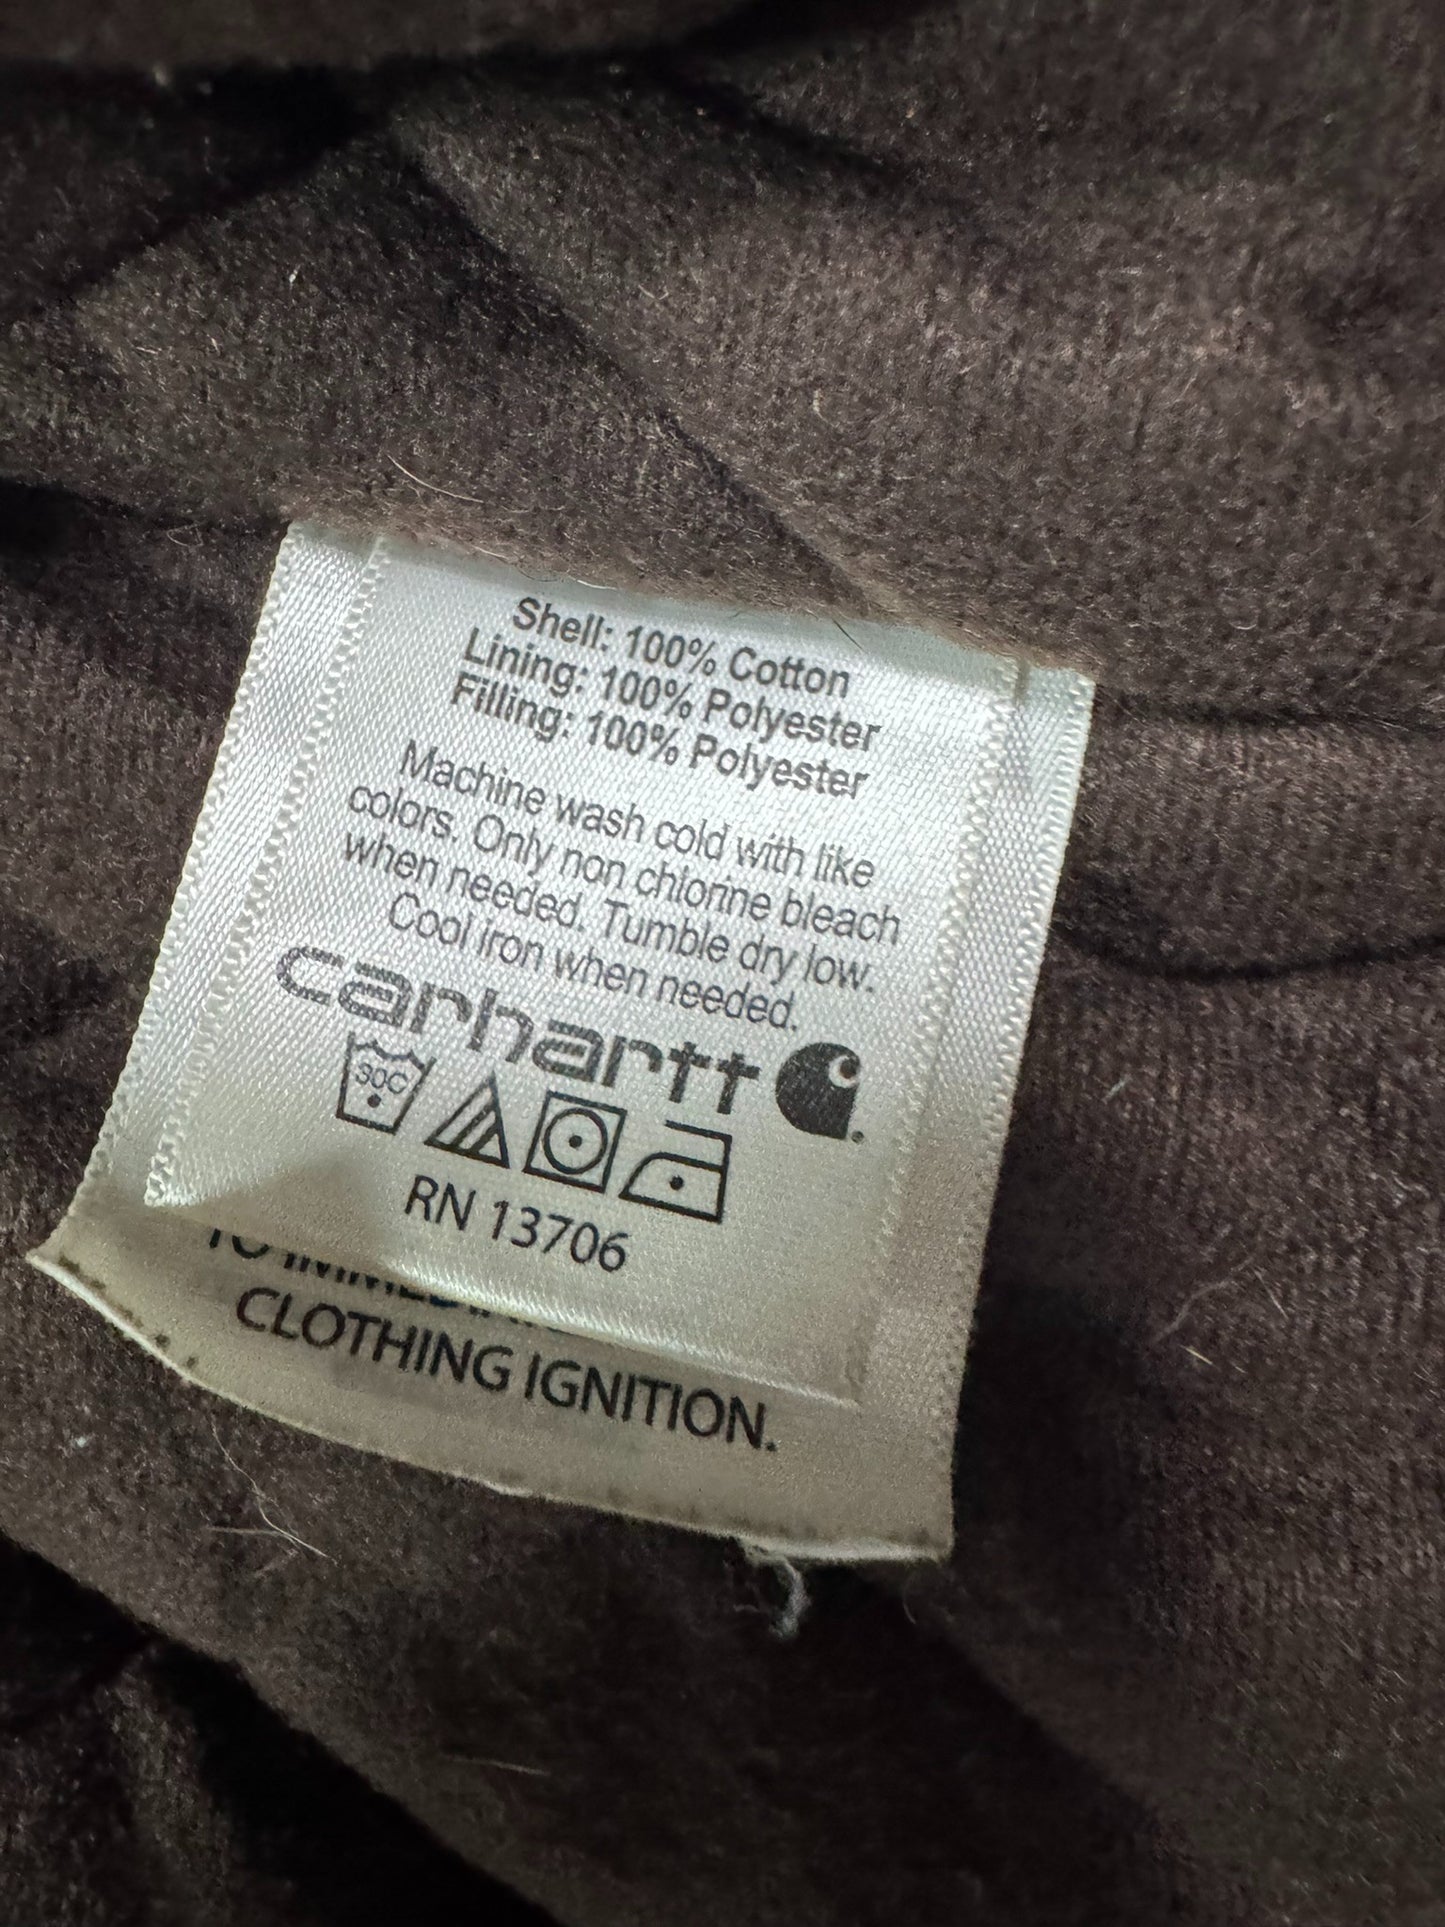 Shell: 100% Cotton
Lining: 100% Polyester
Filling: 100% Polyester
Machine wash cold with like
colors. Only non chlorine bleach
when needed. Tumble dry low.
Cool iron when needed.
carhartt
30C
RN 13706
CLOTHING IGNITION.